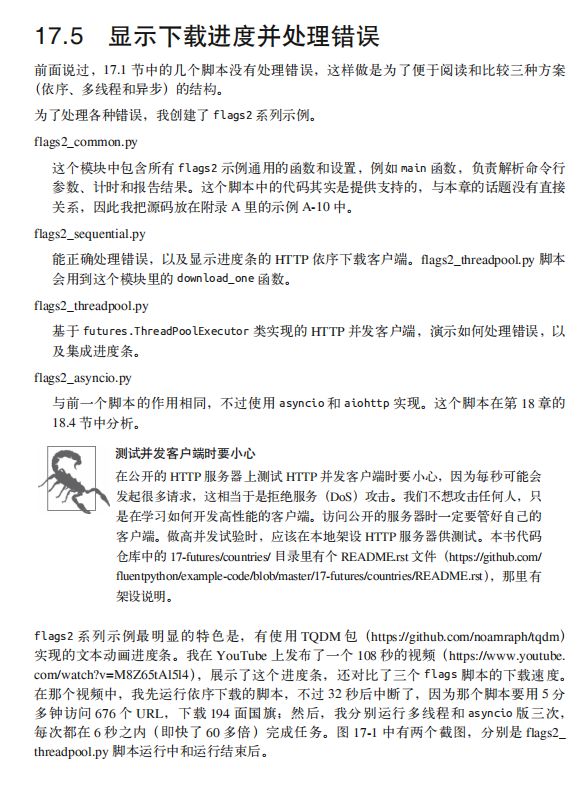 17.5 显示下载进度并处理错误
前面说过，17.1 节中的几个脚本没有处理错误，这样做是为了便于阅读和比较三种方案
（依序、多线程和异步）的结构。
为了处理各种错误，我创建了 flags2 系列示例。
flags2_common.py
这个模块中包含所有 flags2 示例通用的函数和设置，例如 main 函数，负责解析命令行
参数、计时和报告结果。这个脚本中的代码其实是提供支持的，与本章的话题没有直接
关系，因此我把源码放在附录 A 里的示例 A-10 中。
flags2_sequential.py
能正确处理错误，以及显示进度条的 HTTP 依序下载客户端。flags2_threadpool.py 脚本
会用到这个模块里的 download_one 函数。
flags2_threadpool.py
基于 futures.ThreadPoolExecutor 类实现的 HTTP 并发客户端，演示如何处理错误，以
及集成进度条。
flags2_asyncio.py
与前一个脚本的作用相同，不过使用 asyncio 和 aiohttp 实现。这个脚本在第 18 章的
18.4 节中分析。
测试并发客户端时要小心
在公开的 HTTP 服务器上测试 HTTP 并发客户端时要小心，因为每秒可能会
发起很多请求，这相当于是拒绝服务（DoS）攻击。我们不想攻击任何人，只
是在学习如何开发高性能的客户端。访问公开的服务器时一定要管好自己的
客户端。做高并发试验时，应该在本地架设 HTTP 服务器供测试。本书代码
仓库中的 17-futures/countries/ 目录里有个 README.rst 文件（https://github.com/
fluentpython/example-code/blob/master/17-futures/countries/README.rst），那里有
架设说明。
flags2 系列示例最明显的特色是，有使用 TQDM 包（https://github.com/noamraph/tqdm）
实现的文本动画进度条。我在 YouTube 上发布了一个 108 秒的视频（https://www.youtube.
com/watch?v=M8Z65tAl5l4），展示了这个进度条，还对比了三个 flags 脚本的下载速度。
在那个视频中，我先运行依序下载的脚本，不过 32 秒后中断了，因为那个脚本要用 5 分
多钟访问 676 个 URL，下载 194 面国旗；然后，我分别运行多线程和 asyncio 版三次，
每次都在 6 秒之内（即快了 60 多倍）完成任务。图 17-1 中有两个截图，分别是 flags2_
threadpool.py 脚本运行中和运行结束后。